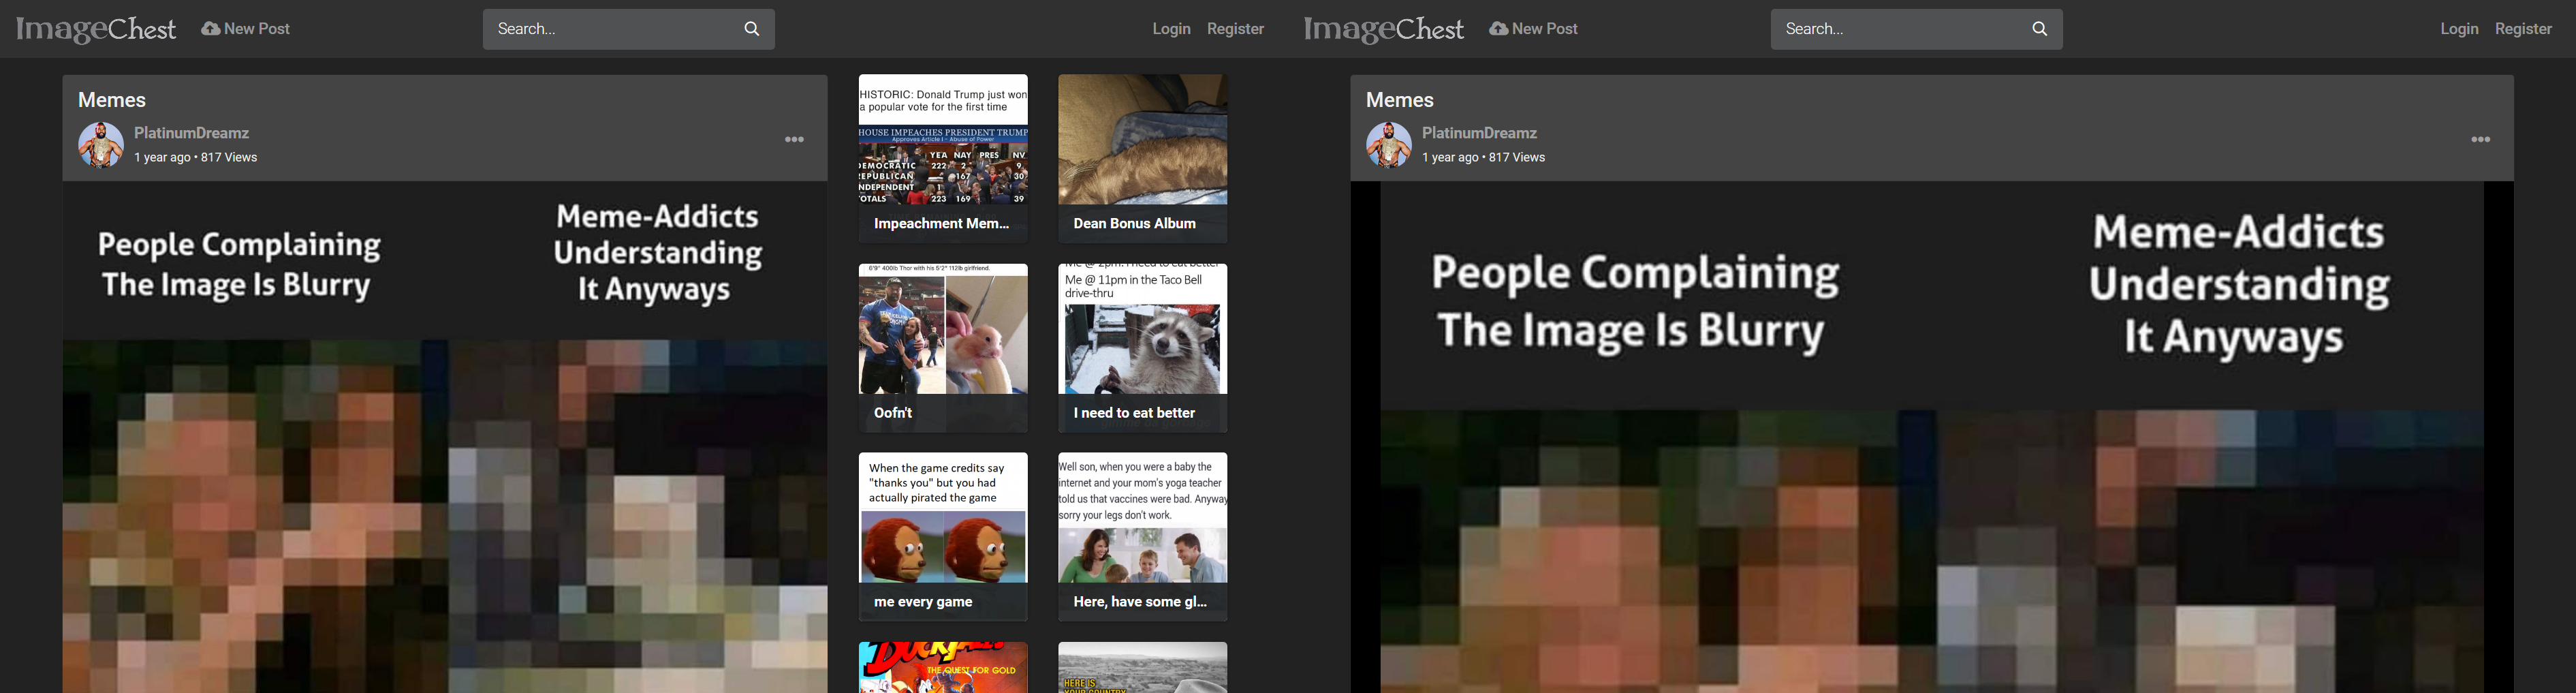 ImageChest
New Post
Search...
Login
Register
Memes
PlatinumDreamz
1 year ago • 817 Views
People Complaining
The Image Is Blurry
Meme-Addicts
Understanding
It Anyways
HISTORIC: Donald Trump just won
a popular vote for the first time
HOUSE IMPEACHES PRESIDENT TRUMP
Approves Article I - Abuse of Power
YEA NAY PRES NV
DEMOCRATIC 222 2 9
REPUBLICAN 167 30
INDEPENDENT 1
TOTALS 223 169 39
Impeachment Mem...
Dean Bonus Album
6'9" 400lb Thor with his 5'2" 112lb girlfriend.
Oofn't
Me @ 2pm: I need to eat better
Me @ 11pm in the Taco Bell
drive-thru
I need to eat better
When the game credits say
"thanks you" but you had
actually pirated the game
me every game
Well son, when you were a baby the
internet and your mom's yoga teacher
told us that vaccines were bad. Anyway
sorry your legs don't work.
Here, have some gl...
THE QUEST FOR GOLD
HERE IS
YOUR COUNTRY
ImageChest
New Post
Search...
Login
Register
Memes
PlatinumDreamz
1 year ago • 817 Views
People Complaining
The Image Is Blurry
Meme-Addicts
Understanding
It Anyways